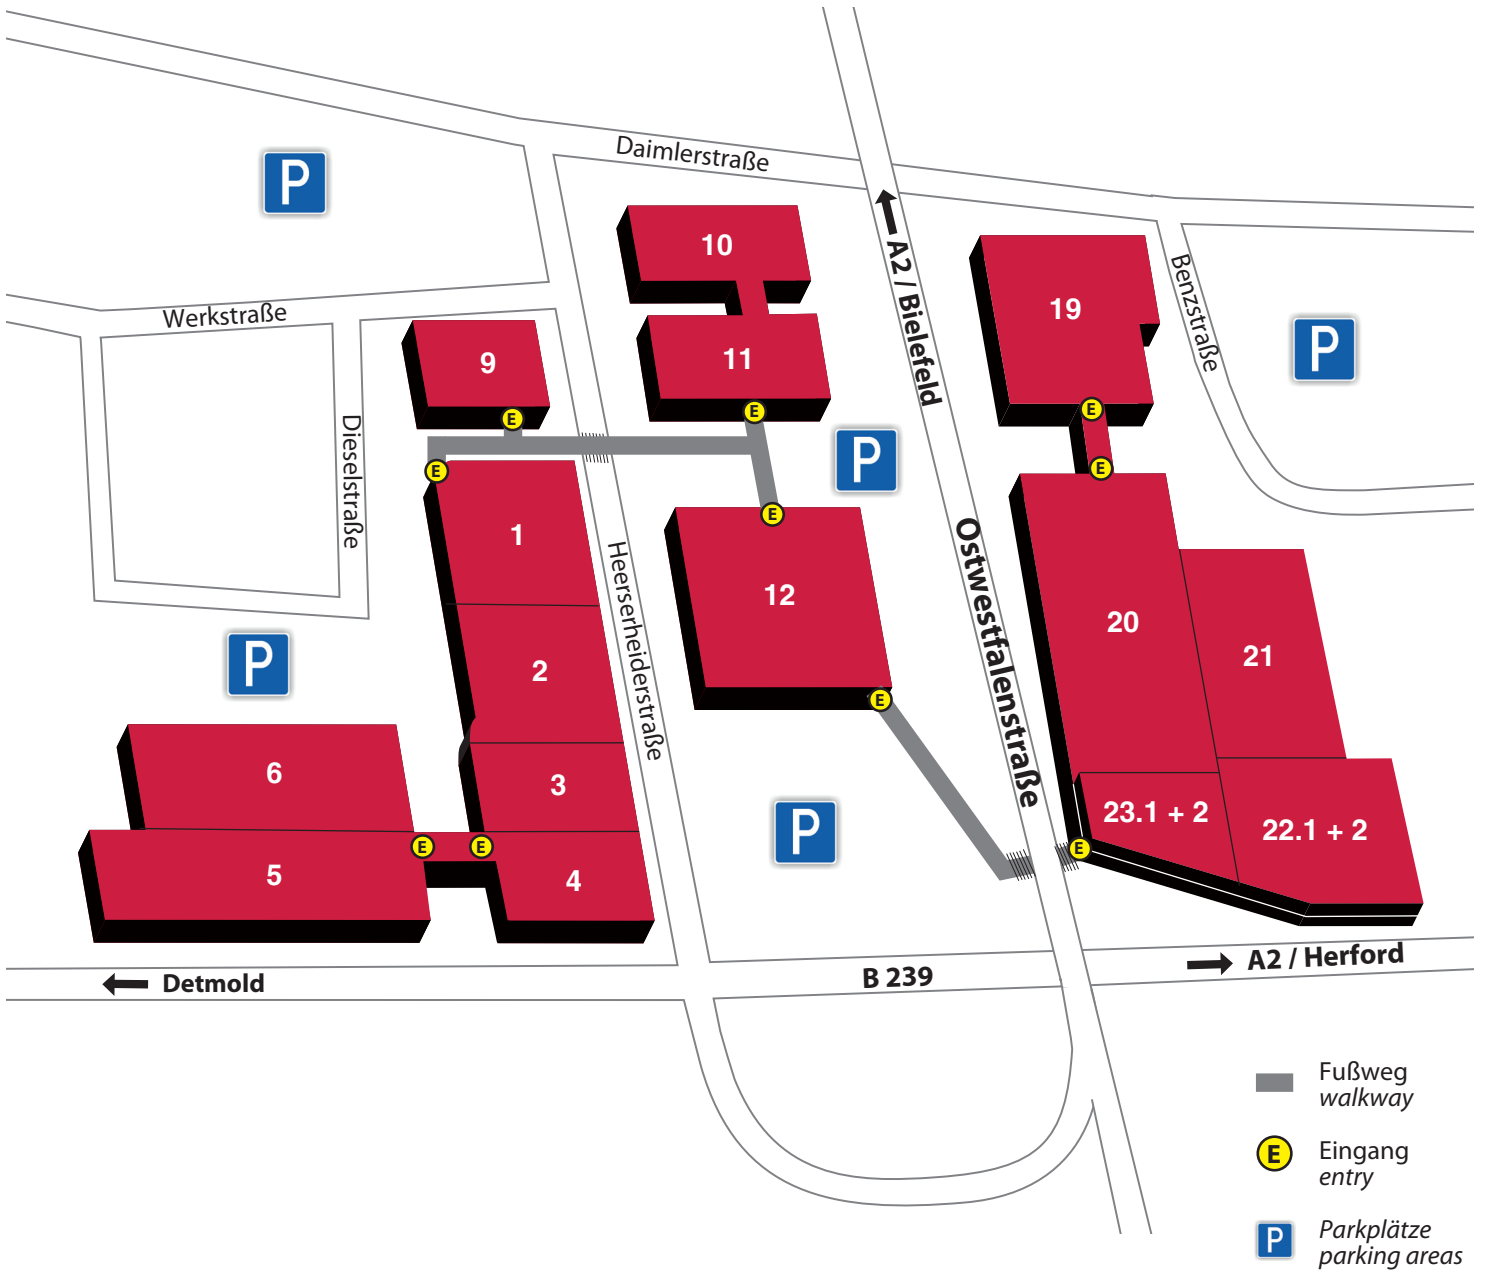 Daimlerstraße
P
10
A2 / Bielefeld
Benzstraße
19
Werkstraße
P
9
11
E
E
E
Dieselstraße
P
E
E
E
1
Heerserheiderstraße
12
Ostwestfalenstraße
20
21
2
P
E
6
3
23.1 + 2
22.1 + 2
P
E
E
E
5
4
Detmold
B 239
A2 / Herford
Fußweg
walkway
E
Eingang
entry
P
Parkplätze
parking areas